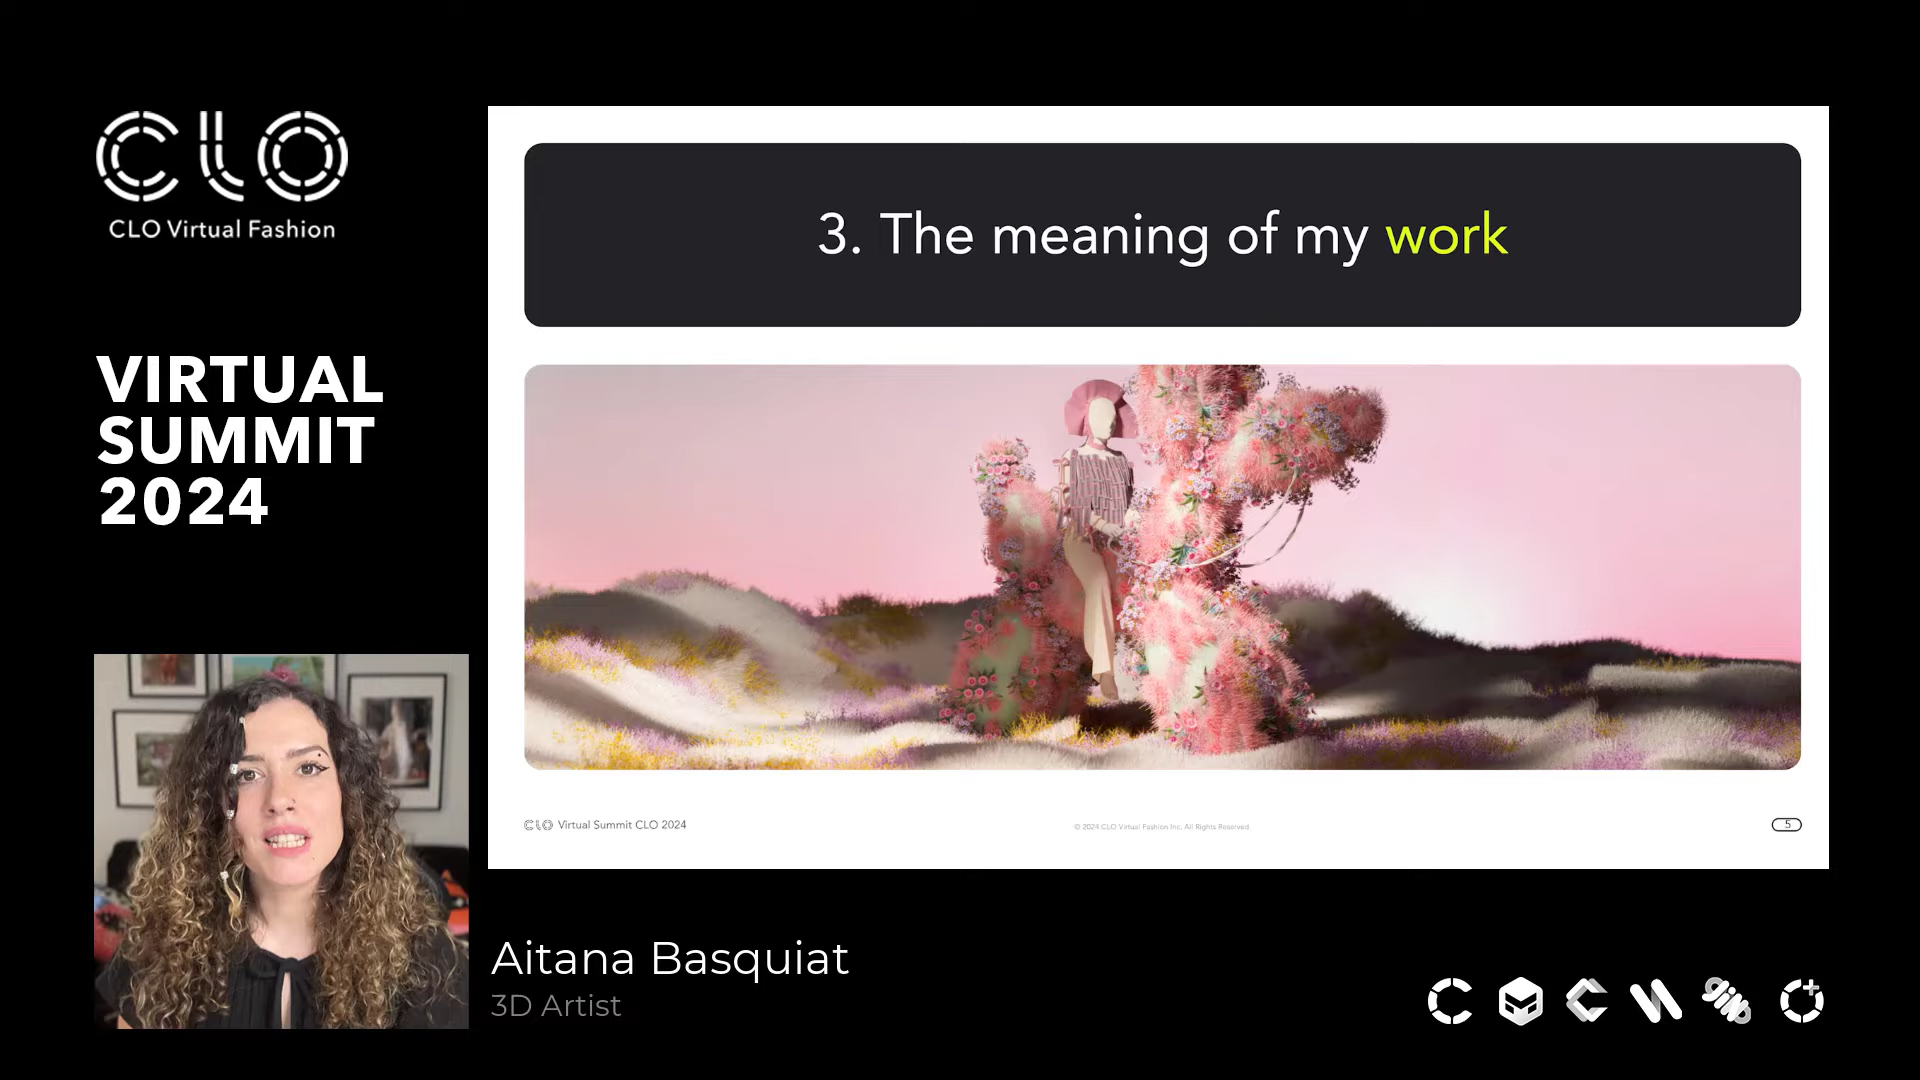 CLO
CLO Virtual Fashion
VIRTUAL
SUMMIT
2024
3. The meaning of my work
CLO Virtual Summit CLO 2024
© 2024 CLO Virtual Fashion Inc. All Rights Reserved
5
Aitana Basquiat
3D Artist